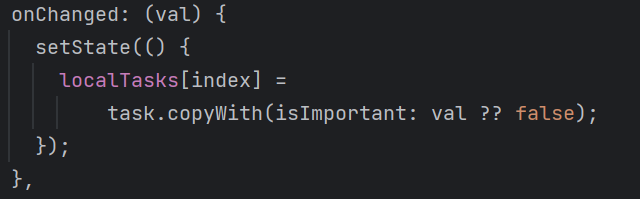 onChanged: (val) {
setState(() {
localTasks[index] =
task.copyWith(isImportant: val ?? false);
});
},